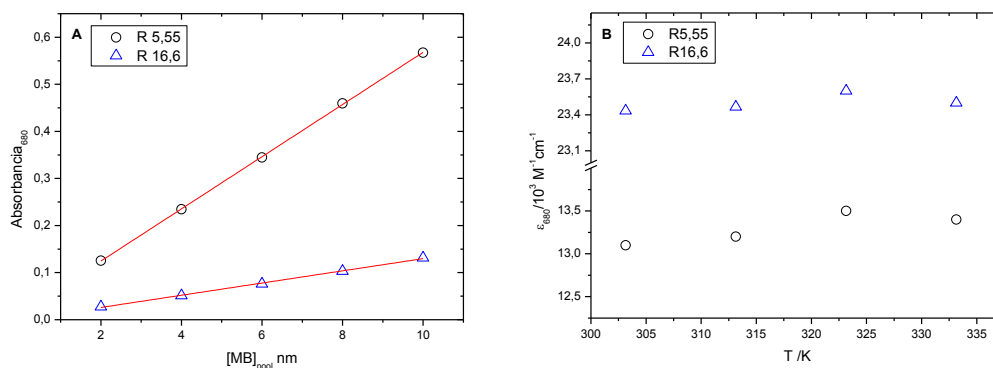 A
R 5,55
R 16,6
Absorbancia680
0,6
0,5
0,4
0,3
0,2
0,1
0,0
2 4 6 8 10
[MB]pool nm
B
R5,55
R16,6
ε680/10³ M⁻¹cm⁻¹
24,0
23,7
23,4
23,1
13,5
13,0
12,5
300 305 310 315 320 325 330 335
T /K